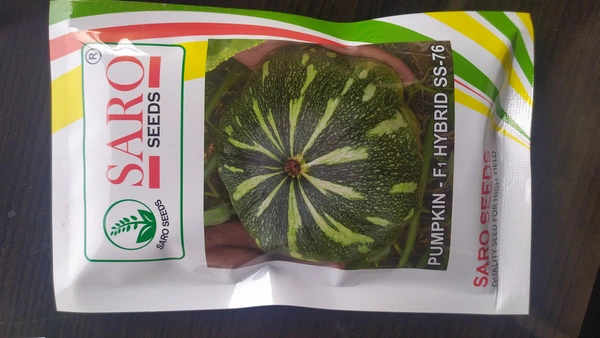 ®
SARO
SEEDS
SARO SEEDS
PUMPKIN - F1 HYBRID SS-76
SARO SEEDS
QUALITY SEED FOR HIGH YIELD